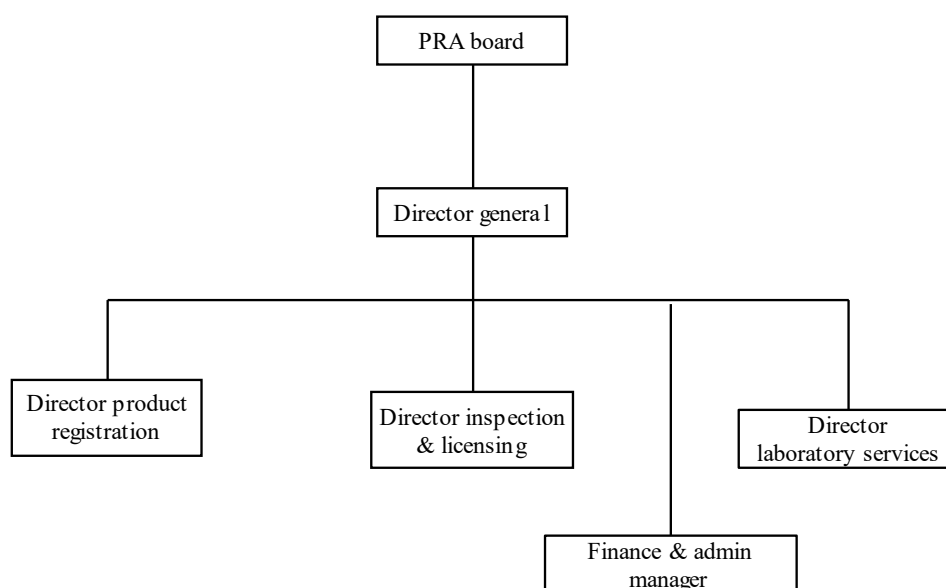 PRA board
Director general
Director product
registration
Director inspection
& licensing
Director
laboratory services
Finance & admin
manager